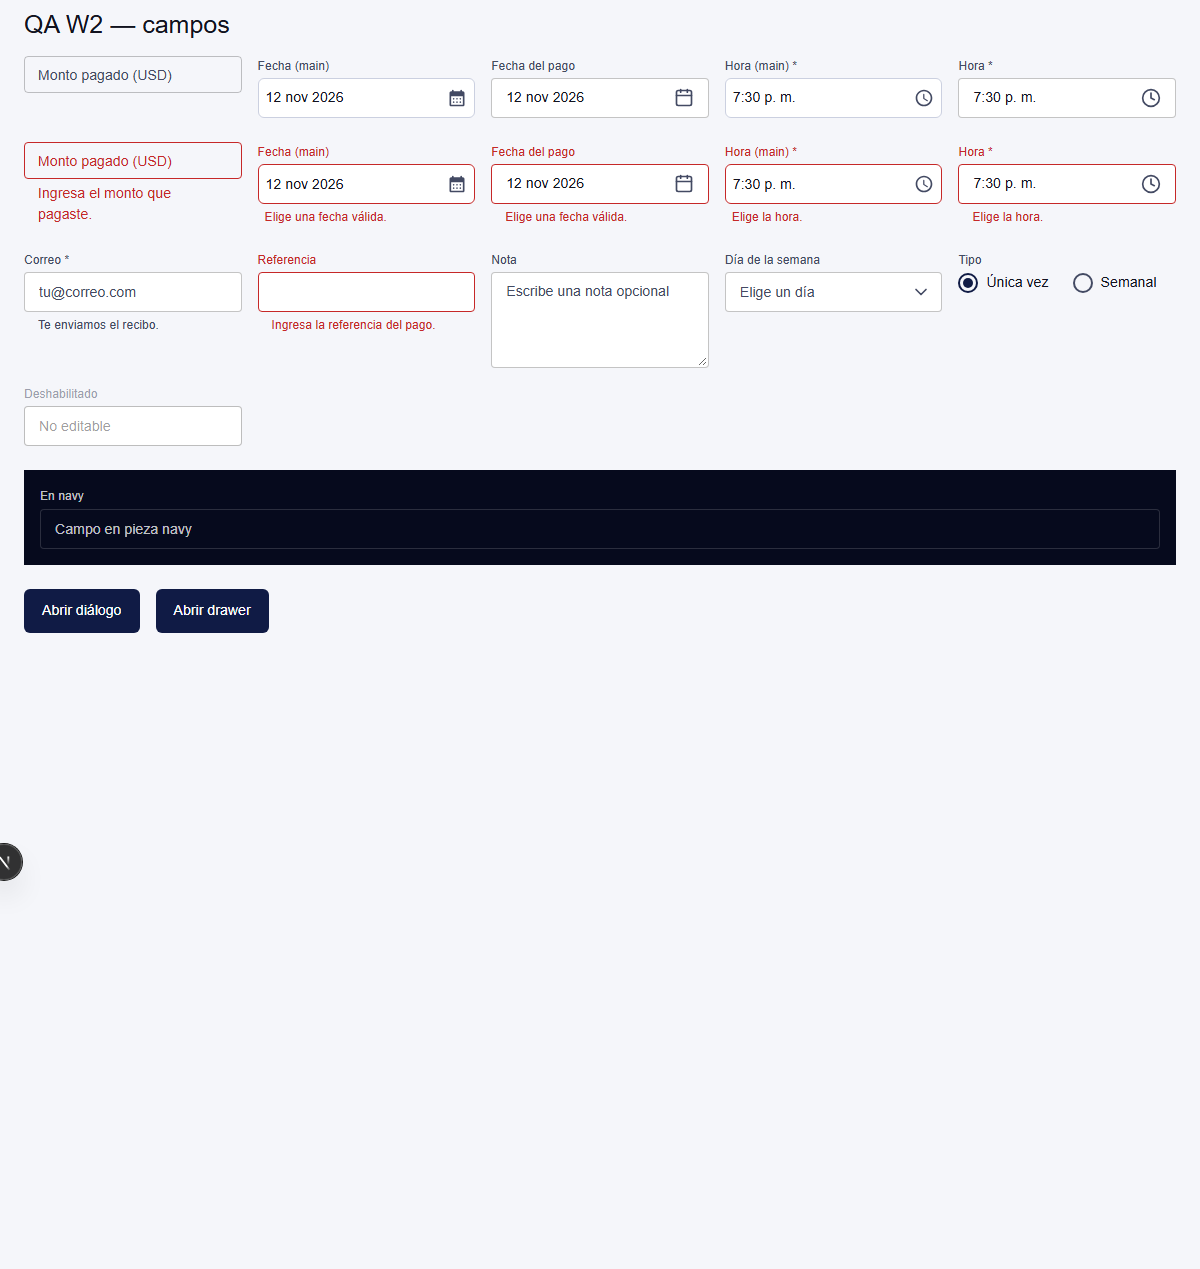 QA W2 — campos
Monto pagado (USD)
Fecha (main)
12 nov 2026
Fecha del pago
12 nov 2026
Hora (main) *
7:30 p. m.
Hora *
7:30 p. m.
Monto pagado (USD)
Ingresa el monto que
pagaste.
Fecha (main)
12 nov 2026
Elige una fecha válida.
Fecha del pago
12 nov 2026
Elige una fecha válida.
Hora (main) *
7:30 p. m.
Elige la hora.
Hora *
7:30 p. m.
Elige la hora.
Correo *
tu@correo.com
Te enviamos el recibo.
Referencia
Ingresa la referencia del pago.
Nota
Escribe una nota opcional
Día de la semana
Elige un día
Tipo
Única vez
Semanal
Deshabilitado
No editable
En navy
Campo en pieza navy
Abrir diálogo
Abrir drawer